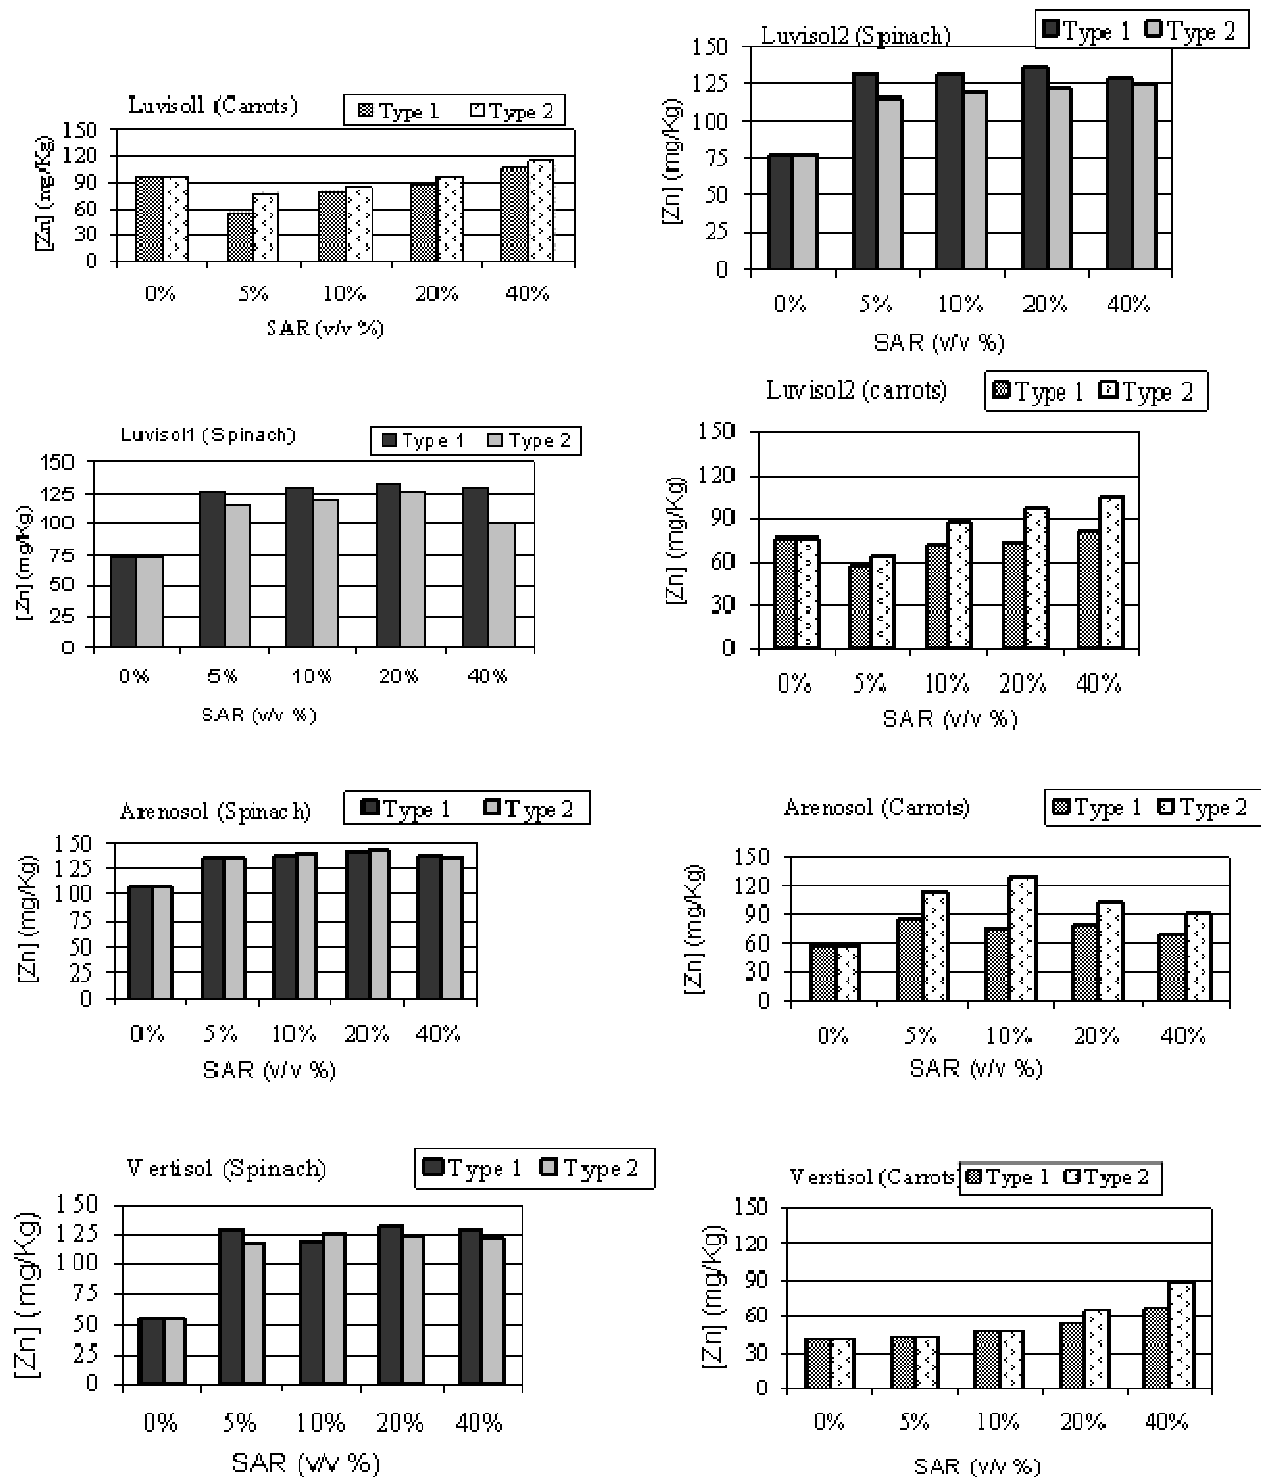 Luvisol1 (Carrots)
Type 1 Type 2
[Zn] (mg/Kg)
150
120
90
60
30
0
0% 5% 10% 20% 40%
SAR (v/v %)
Luvisol2 (Spinach)
Type 1 Type 2
[Zn] (mg/Kg)
150
125
100
75
50
25
0
0% 5% 10% 20% 40%
SAR (v/v %)
Luvisol1 (Spinach)
Type 1 Type 2
[Zn] (mg/Kg)
150
125
100
75
50
25
0
0% 5% 10% 20% 40%
SAR (v/v %)
Luvisol2 (carrots)
Type 1 Type 2
[Zn] (mg/Kg)
150
120
90
60
30
0
0% 5% 10% 20% 40%
SAR (v/v %)
Arenosol (Spinach)
Type 1 Type 2
[Zn] (mg/Kg)
150
125
100
75
50
25
0
0% 5% 10% 20% 40%
SAR (v/v %)
Arenosol (Carrots)
Type 1 Type 2
[Zn] (mg/Kg)
150
120
90
60
30
0
0% 5% 10% 20% 40%
SAR (v/v %)
Vertisol (Spinach)
Type 1 Type 2
[Zn] (mg/Kg)
150
125
100
75
50
25
0
0% 5% 10% 20% 40%
SAR (v/v %)
Verstisol (Carrots
Type 1 Type 2
[Zn] (mg/Kg)
150
120
90
60
30
0
0% 5% 10% 20% 40%
SAR (v/v %)